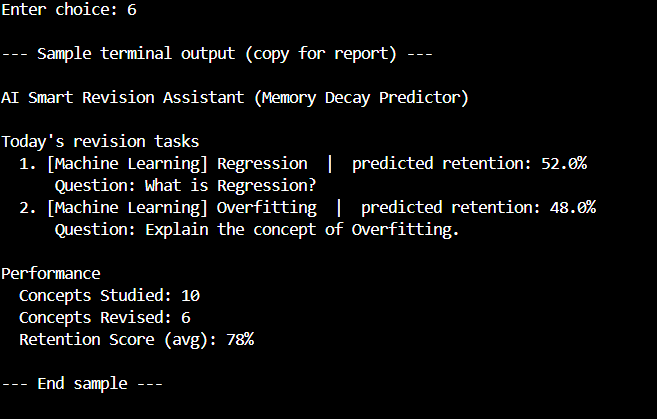 Enter choice: 6
--- Sample terminal output (copy for report) ---
AI Smart Revision Assistant (Memory Decay Predictor)
Today's revision tasks
1. [Machine Learning] Regression | predicted retention: 52.0%
Question: What is Regression?
2. [Machine Learning] Overfitting | predicted retention: 48.0%
Question: Explain the concept of Overfitting.
Performance
Concepts Studied: 10
Concepts Revised: 6
Retention Score (avg): 78%
--- End sample ---